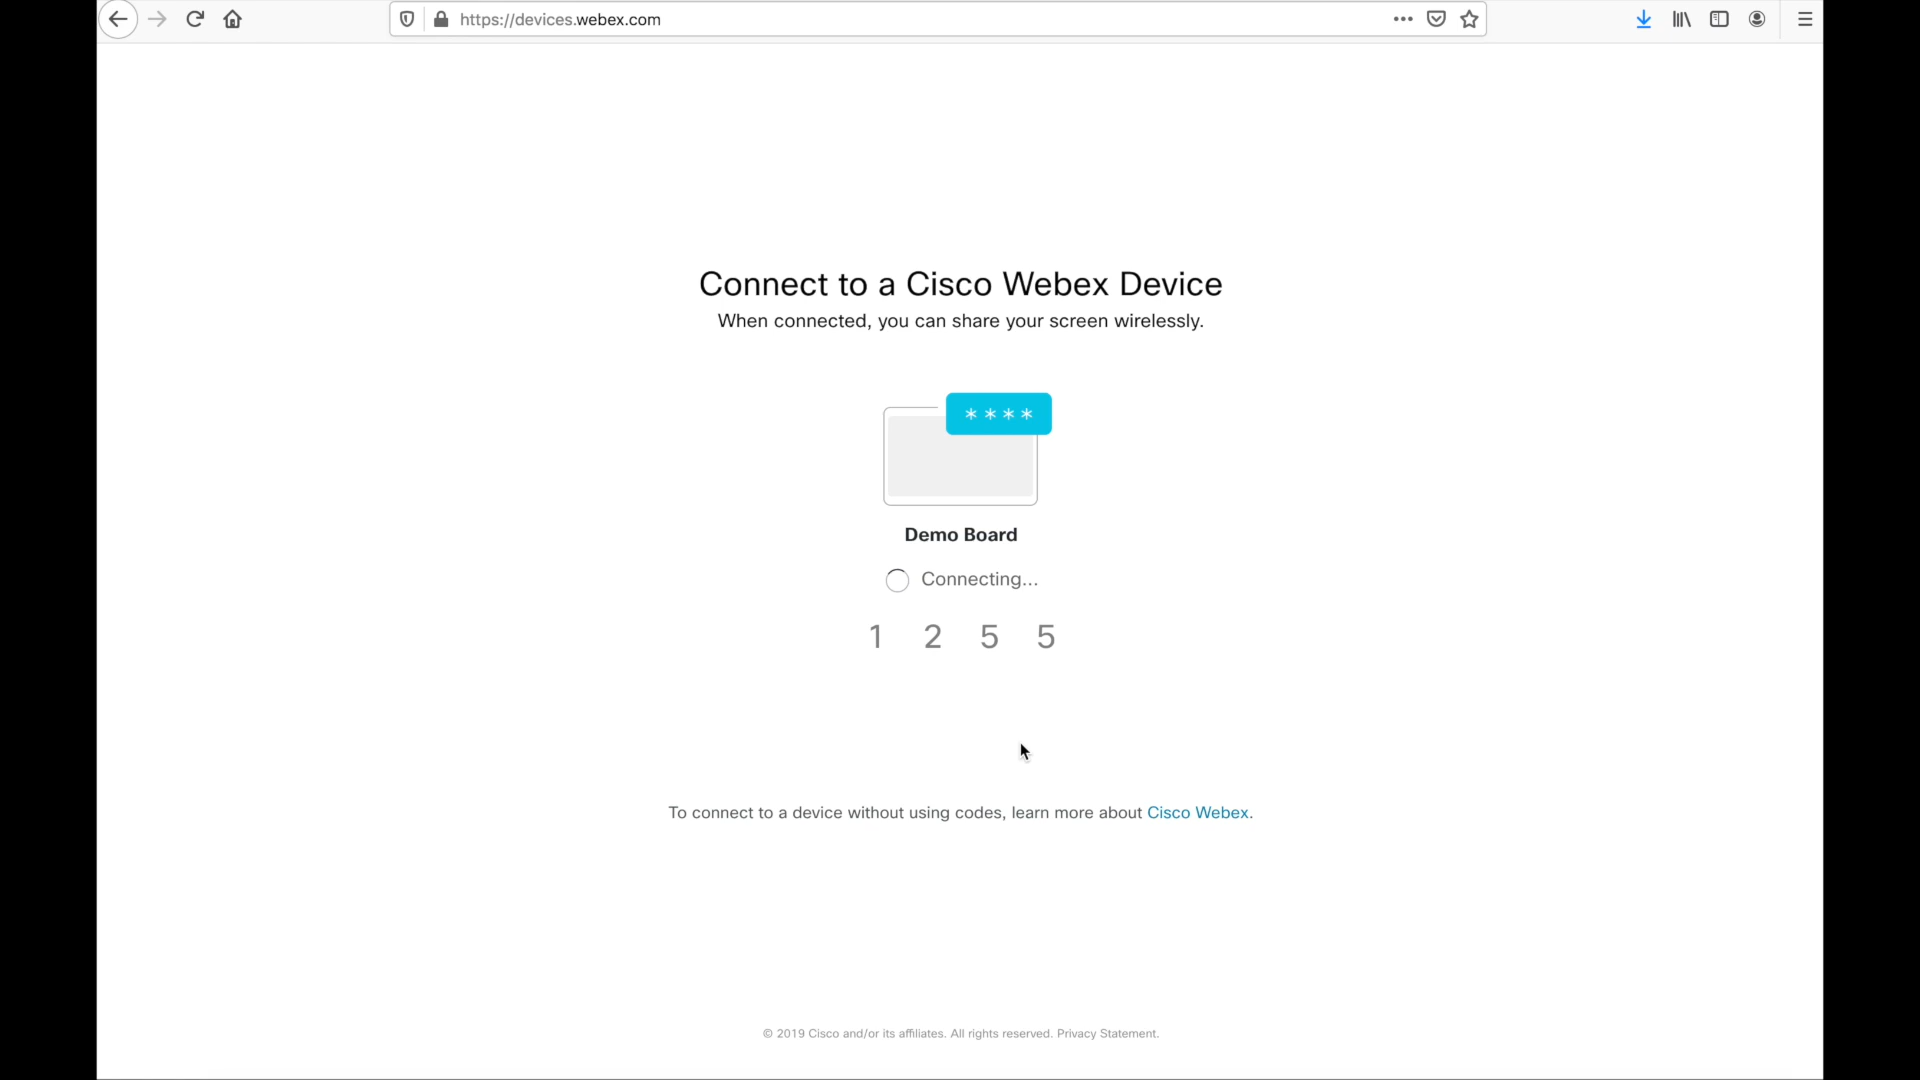 https://devices.webex.com
Connect to a Cisco Webex Device
When connected, you can share your screen wirelessly.
****
Demo Board
Connecting...
1 2 5 5
To connect to a device without using codes, learn more about Cisco Webex.
© 2019 Cisco and/or its affiliates. All rights reserved. Privacy Statement.